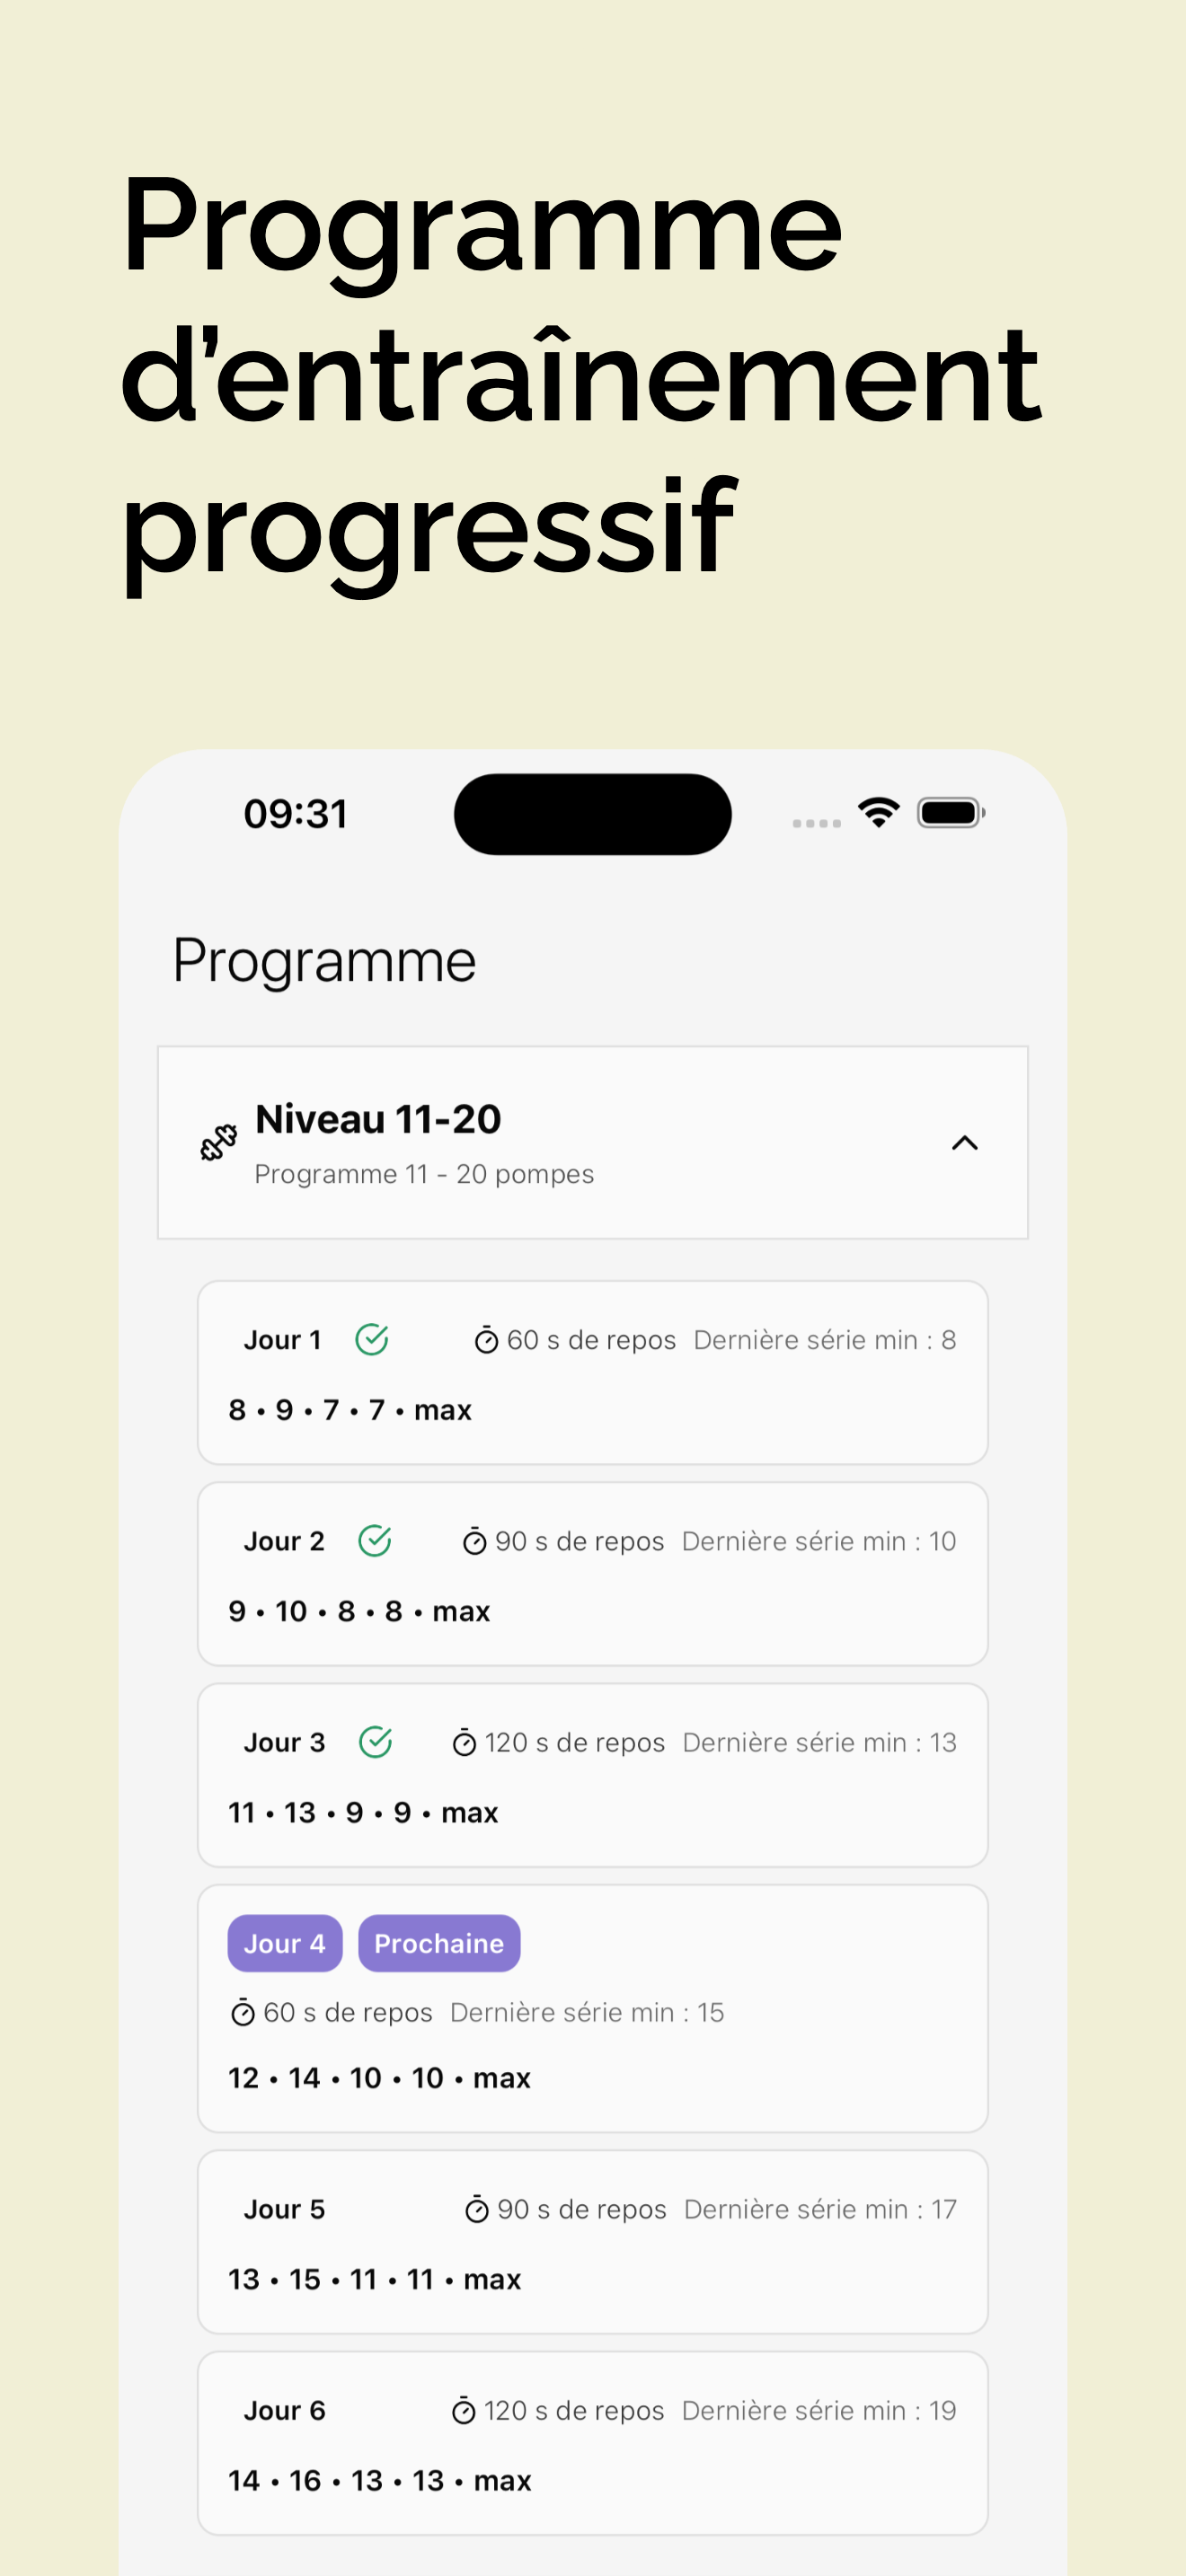 Programme
d’entraînement
progressif
09:31
Programme
Niveau 11-20
Programme 11 - 20 pompes
Jour 1 60 s de repos Dernière série min : 8
8 • 9 • 7 • 7 • max
Jour 2 90 s de repos Dernière série min : 10
9 • 10 • 8 • 8 • max
Jour 3 120 s de repos Dernière série min : 13
11 • 13 • 9 • 9 • max
Jour 4 Prochaine
60 s de repos Dernière série min : 15
12 • 14 • 10 • 10 • max
Jour 5 90 s de repos Dernière série min : 17
13 • 15 • 11 • 11 • max
Jour 6 120 s de repos Dernière série min : 19
14 • 16 • 13 • 13 • max